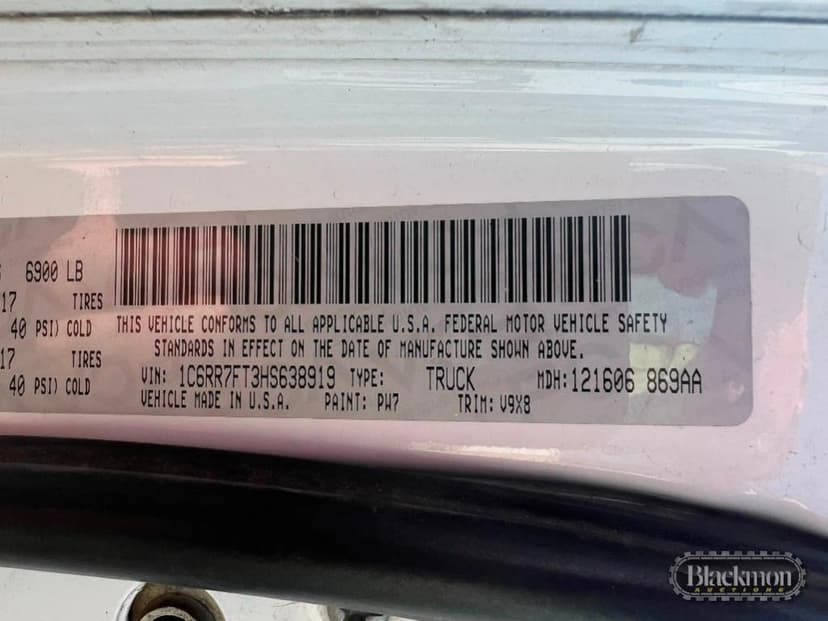 6900 LB
17 TIRES
40 PSI) COLD
17 TIRES
40 PSI) COLD
THIS VEHICLE CONFORMS TO ALL APPLICABLE U.S.A. FEDERAL MOTOR VEHICLE SAFETY
STANDARDS IN EFFECT ON THE DATE OF MANUFACTURE SHOWN ABOVE.
VIN: 1C6RR7FT3HS638919 TYPE: TRUCK MDH: 121606 869AA
VEHICLE MADE IN U.S.A. PAINT: PW7 TRIM: V9X8
Blackmon
AUCTIONS